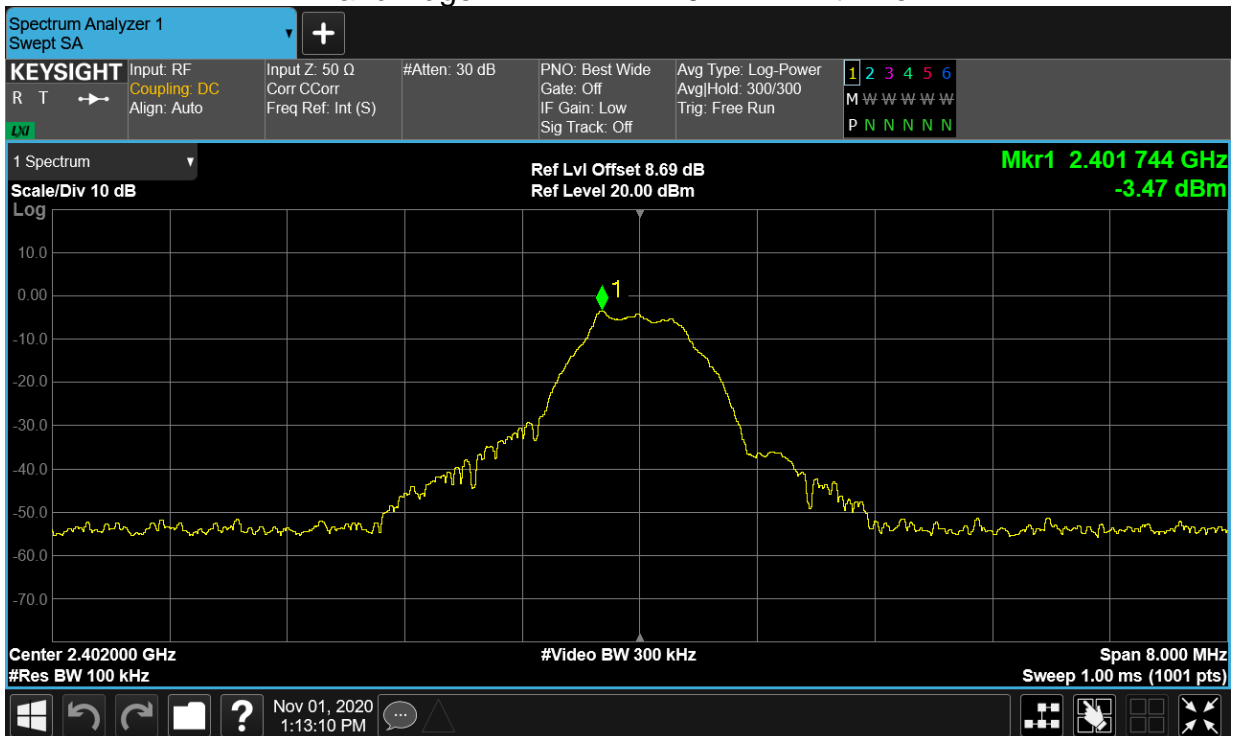 Spectrum Analyzer 1
Swept SA
KEYSIGHT
R T
LXI
Input: RF
Coupling: DC
Align: Auto
Input Z: 50 Ω
Corr CCorr
Freq Ref: Int (S)
#Atten: 30 dB
PNO: Best Wide
Gate: Off
IF Gain: Low
Sig Track: Off
Avg Type: Log-Power
Avg|Hold: 300/300
Trig: Free Run
1 2 3 4 5 6
M W W W W W
P N N N N N
1 Spectrum
Scale/Div 10 dB
Log
Ref Lvl Offset 8.69 dB
Ref Level 20.00 dBm
Mkr1 2.401 744 GHz
-3.47 dBm
1
10.0
0.00
-10.0
-20.0
-30.0
-40.0
-50.0
-60.0
-70.0
Center 2.402000 GHz
#Res BW 100 kHz
#Video BW 300 kHz
Span 8.000 MHz
Sweep 1.00 ms (1001 pts)
?
Nov 01, 2020
1:13:10 PM